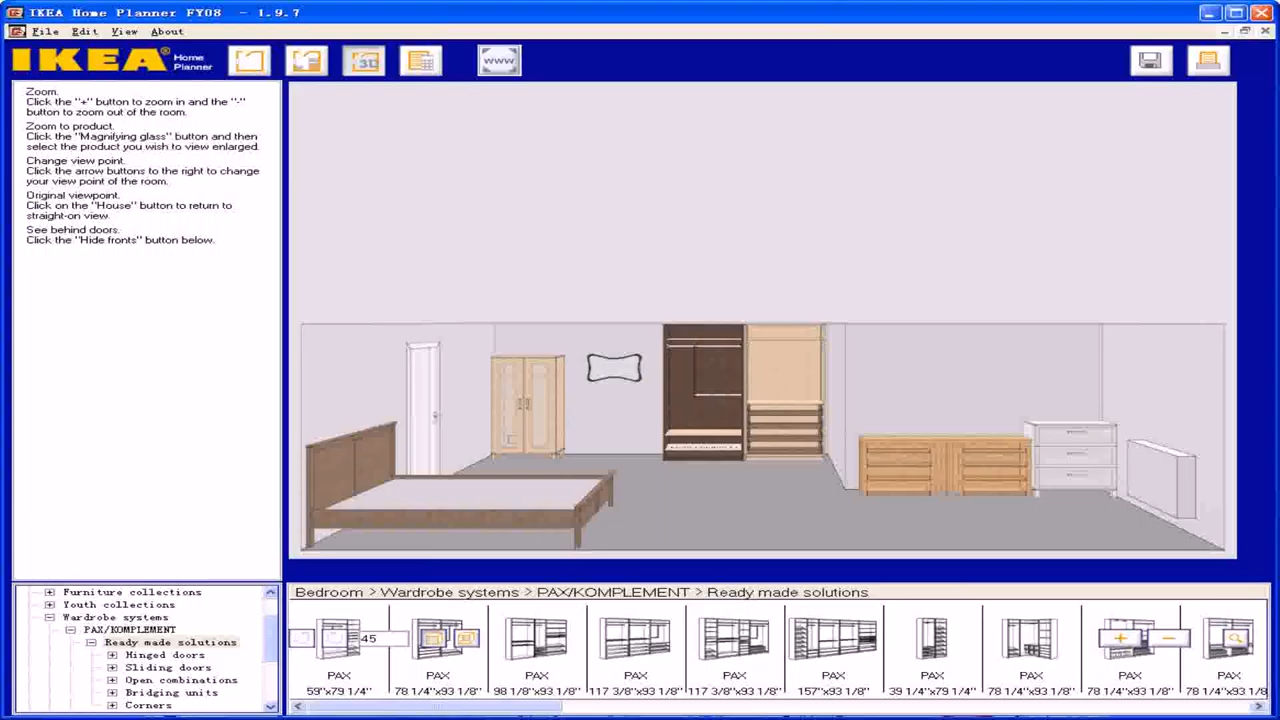 IKEA Home Planner FY08 - 1.9.7
File Edit View About
IKEA® Home Planner
3D
www
Zoom.
Click the "+" button to zoom in and the "-"
button to zoom out of the room.
Zoom to product.
Click the "Magnifying glass" button and then
select the product you wish to view enlarged.
Change view point.
Click the arrow buttons to the right to change
your view point of the room.
Original viewpoint.
Click on the "House" button to return to
straight-on view.
See behind doors.
Click the "Hide fronts" button below.
Furniture collections
Youth collections
Wardrobe systems
PAX/KOMPLEMENT
Ready made solutions
Hinged doors
Sliding doors
Open combinations
Bridging units
Corners
Bedroom > Wardrobe systems > PAX/KOMPLEMENT > Ready made solutions
45
PAX PAX PAX PAX PAX PAX PAX PAX PAX PAX
59"x79 1/4" 78 1/4"x93 1/8" 98 1/8"x93 1/8" 117 3/8"x93 1/8" 117 3/8"x93 1/8" 157"x93 1/8" 39 1/4"x79 1/4" 78 1/4"x93 1/8" 78 1/4"x93 1/8" 78 1/4"x93 1/8